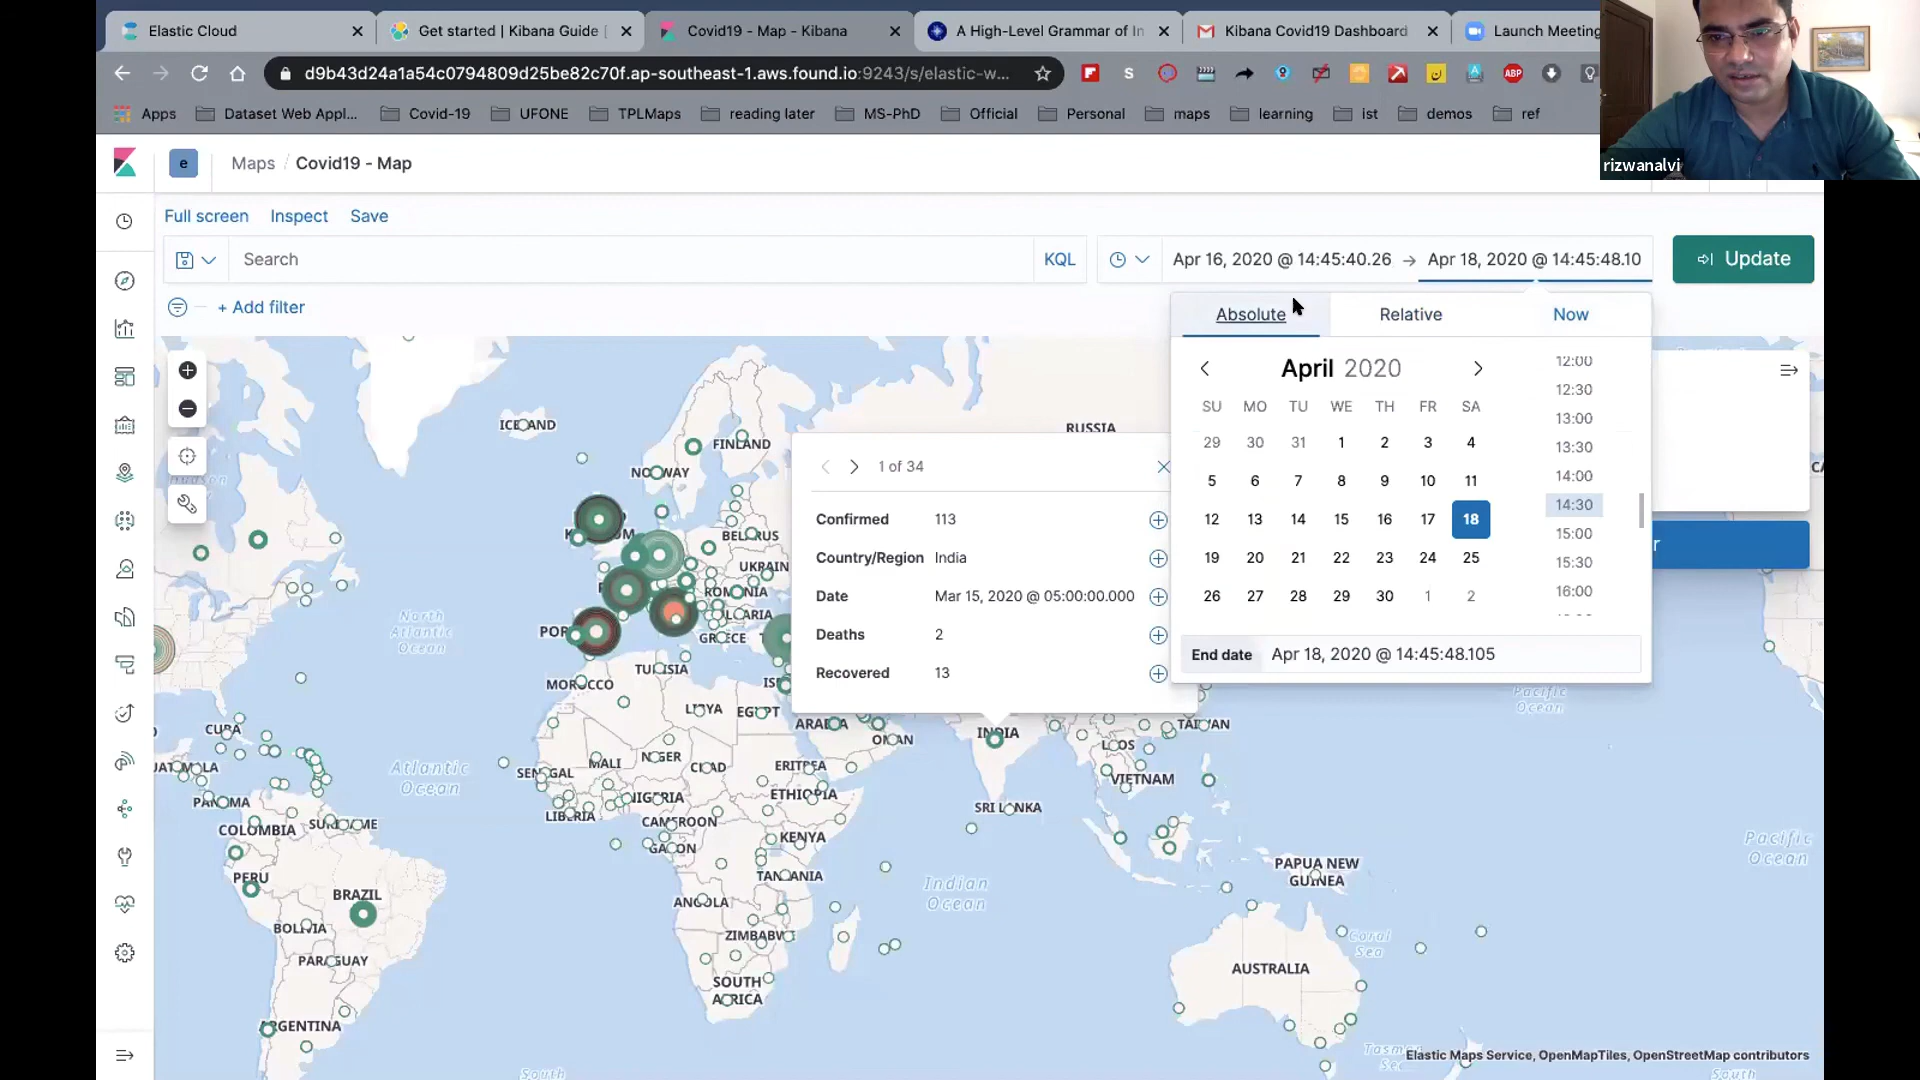 Elastic Cloud
Get started | Kibana Guide [
Covid19 - Map - Kibana
A High-Level Grammar of In
Kibana Covid19 Dashboard
Launch Meeting
d9b43d24a1a54c0794809d25be82c70f.ap-southeast-1.aws.found.io:9243/s/elastic-w...
S
ABP
Apps
Dataset Web Appl...
Covid-19
UFONE
TPLMaps
reading later
MS-PhD
Official
Personal
maps
learning
ist
demos
ref
rizwanalvi
e
Maps / Covid19 - Map
Full screen
Inspect
Save
Search
KQL
Apr 16, 2020 @ 14:45:40.26 → Apr 18, 2020 @ 14:45:48.10
Update
+ Add filter
Absolute
Relative
Now
April 2020
SU MO TU WE TH FR SA
29 30 31 1 2 3 4
5 6 7 8 9 10 11
12 13 14 15 16 17 18
19 20 21 22 23 24 25
26 27 28 29 30 1 2
12:00
12:30
13:00
13:30
14:00
14:30
15:00
15:30
16:00
End date Apr 18, 2020 @ 14:45:48.105
1 of 34
Confirmed 113
Country/Region India
Date Mar 15, 2020 @ 05:00:00.000
Deaths 2
Recovered 13
ICELAND
FINLAND
NORWAY
RUSSIA
BELARUS
UKRAIN
ROMANIA
GREECE
TUNISIA
MOROCCO
LIBYA
EGYPT
ARABIA
OMAN
INDIA
TAIWAN
LAOS
VIETNAM
SRI LANKA
North
Atlantic
Ocean
CUBA
PANAMA
COLOMBIA
SURINAME
PERU
BRAZIL
BOLIVIA
PARAGUAY
ARGENTINA
Atlantic
Ocean
SENEGAL
MALI
NIGER
CHAD
ERITREA
ETHIOPIA
NIGERIA
LIBERIA
CAMEROON
GABON
KENYA
TANZANIA
ANGOLA
ZIMBABW
SOUTH
AFRICA
Indian
Ocean
PAPUA NEW
GUINEA
AUSTRALIA
Coral
Sea
Pacific
Ocean
Pacific
Ocean
South
South
Elastic Maps Service, OpenMapTiles, OpenStreetMap contributors